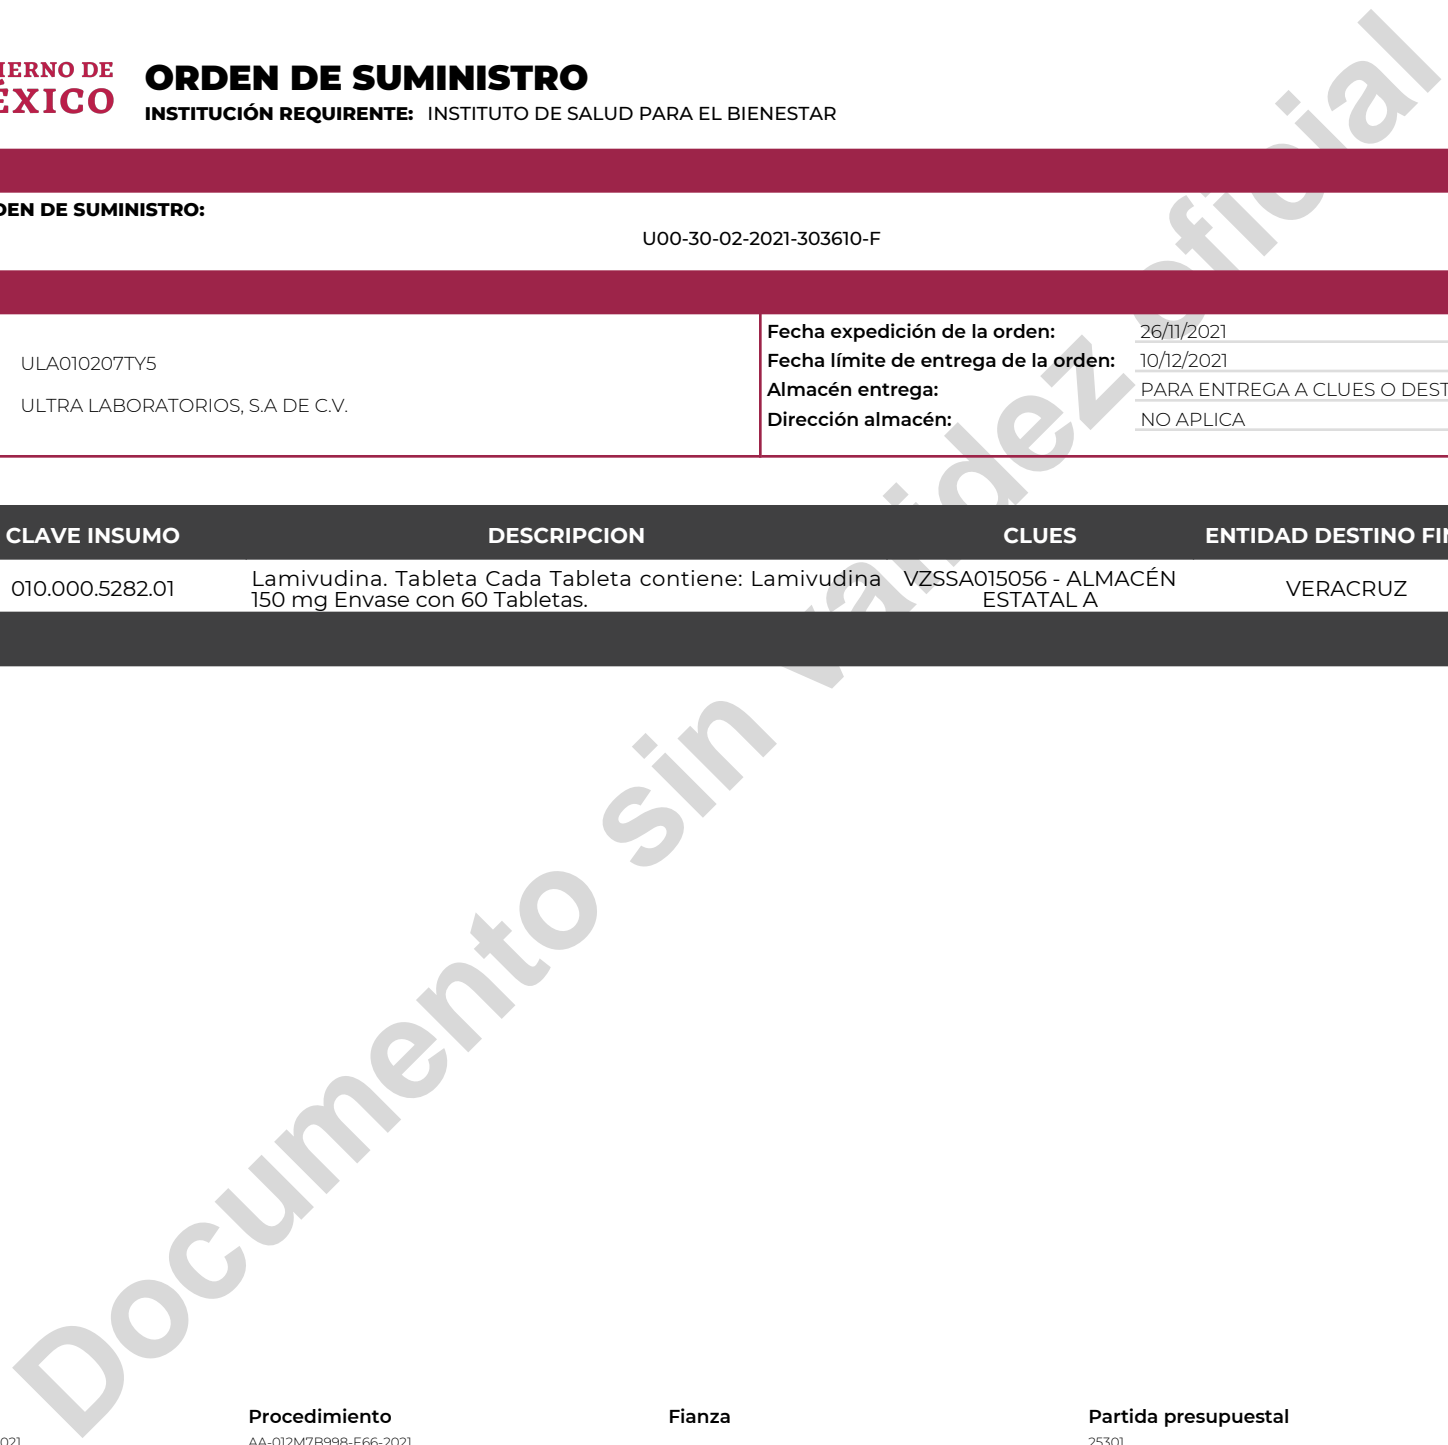 IERNO DE
ÉXICO
ORDEN DE SUMINISTRO
INSTITUCIÓN REQUIRENTE: INSTITUTO DE SALUD PARA EL BIENESTAR
DEN DE SUMINISTRO:
U00-30-02-2021-303610-F
ULA010207TY5
ULTRA LABORATORIOS, S.A DE C.V.
Fecha expedición de la orden: 26/11/2021
Fecha límite de entrega de la orden: 10/12/2021
Almacén entrega: PARA ENTREGA A CLUES O DEST
Dirección almacén: NO APLICA
CLAVE INSUMO DESCRIPCION CLUES ENTIDAD DESTINO FIN
010.000.5282.01 Lamivudina. Tableta Cada Tableta contiene: Lamivudina 150 mg Envase con 60 Tabletas. VZSSA015056 - ALMACÉN ESTATAL A VERACRUZ
Documento sin validez oficial
Procedimiento Fianza Partida presupuestal
021 AA-012M7B998-E66-2021 25301